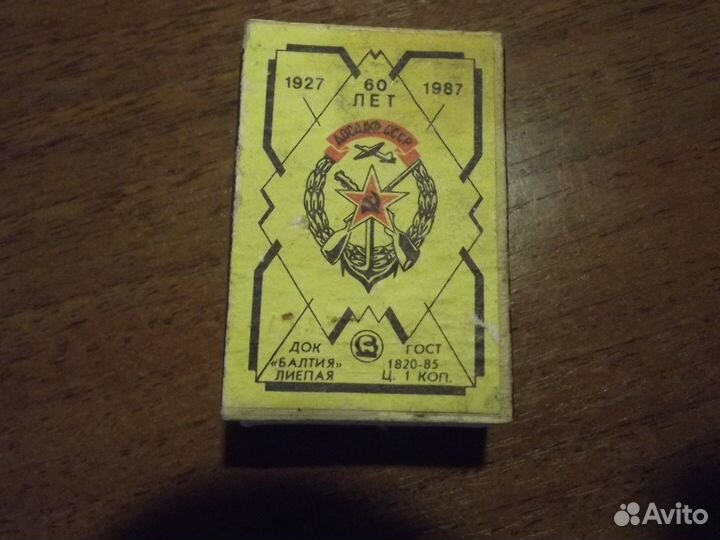 1927 60 1987
ЛЕТ
ДОСААФ СССР
ДОК ГОСТ
«БАЛТИЯ» 1820-85
ЛИЕПАЯ Ц. 1 КОП.
Avito